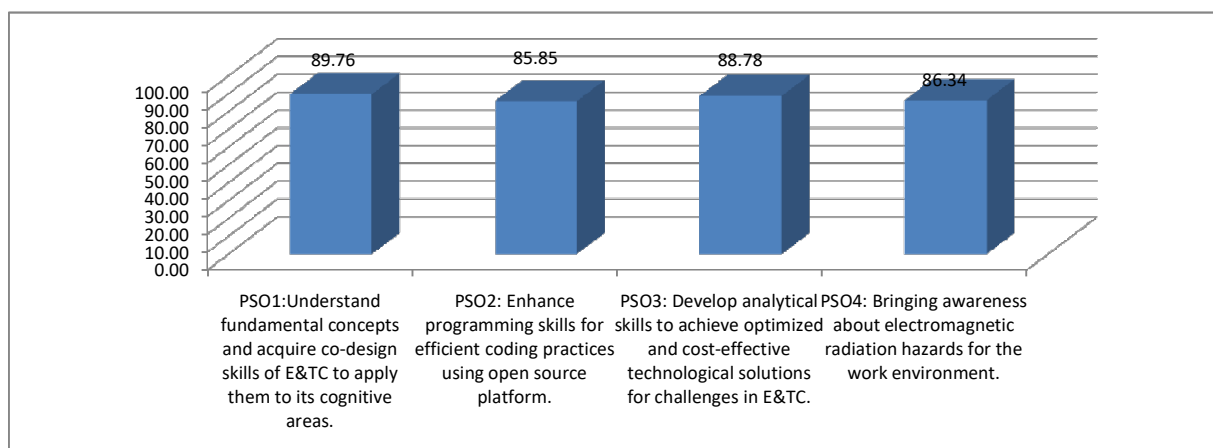 89.76
85.85
88.78
86.34
100.00
90.00
80.00
70.00
60.00
50.00
40.00
30.00
20.00
10.00
0.00
PSO1:Understand
fundamental concepts
and acquire co-design
skills of E&TC to apply
them to its cognitive
areas.
PSO2: Enhance
programming skills for
efficient coding practices
using open source
platform.
PSO3: Develop analytical
skills to achieve optimized
and cost-effective
technological solutions
for challenges in E&TC.
PSO4: Bringing awareness
about electromagnetic
radiation hazards for the
work environment.